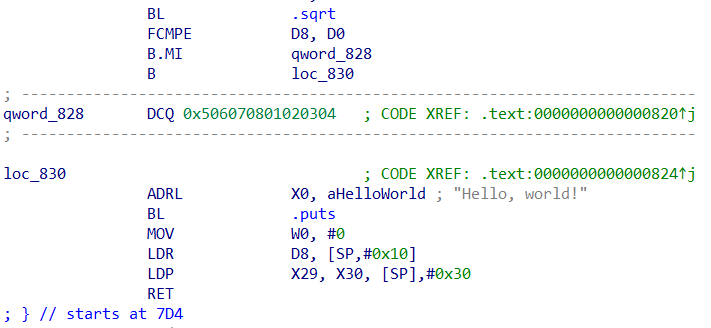 BL .sqrt
FCMPE D8, D0
B.MI qword_828
B loc_830
; ---------------------------------------------------------------------------
qword_828 DCQ 0x506070801020304 ; CODE XREF: .text:0000000000000820↑j
; ---------------------------------------------------------------------------
loc_830 ; CODE XREF: .text:0000000000000824↑j
ADRL X0, aHelloWorld ; "Hello, world!"
BL .puts
MOV W0, #0
LDR D8, [SP,#0x10]
LDP X29, X30, [SP],#0x30
RET
; } // starts at 7D4